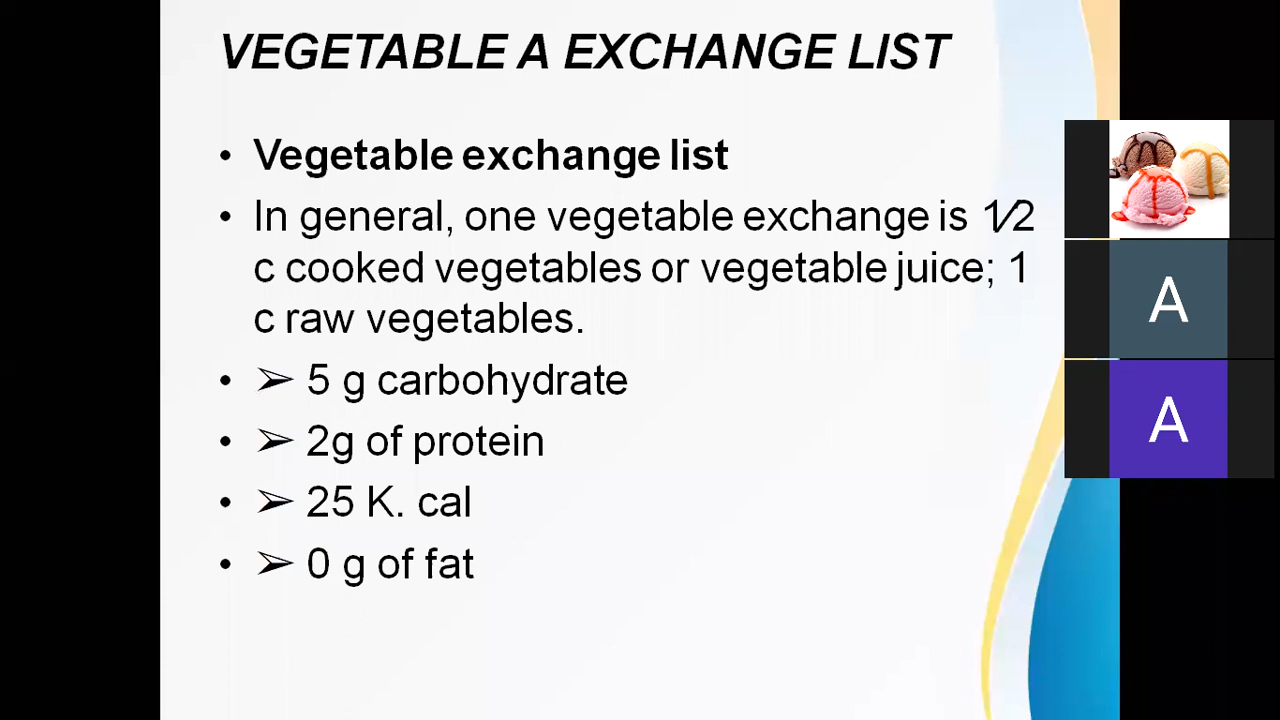 VEGETABLE A EXCHANGE LIST
• Vegetable exchange list
• In general, one vegetable exchange is 1⁄2
c cooked vegetables or vegetable juice; 1
c raw vegetables.
• ➢ 5 g carbohydrate
• ➢ 2g of protein
• ➢ 25 K. cal
• ➢ 0 g of fat
A
A